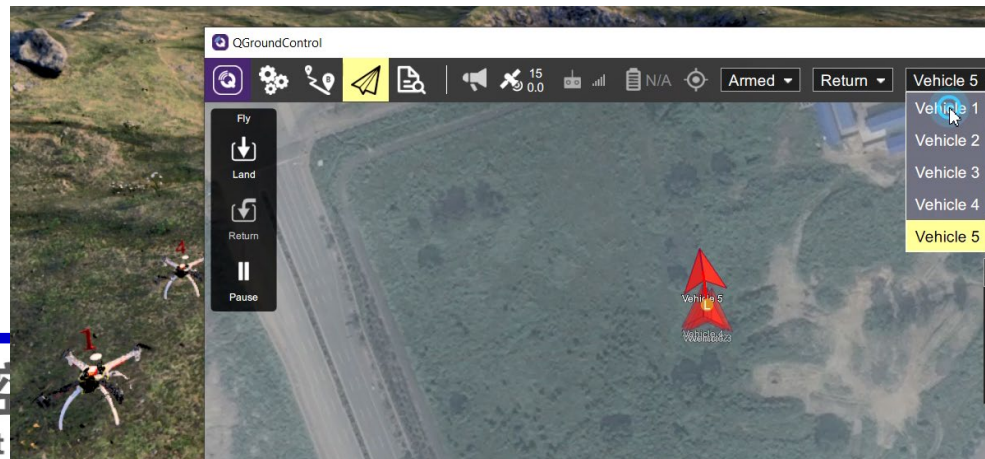 QGroundControl
15
0.0
N/A
Armed
Return
Vehicle 5
Fly
Land
Return
Pause
Vehicle 1
Vehicle 2
Vehicle 3
Vehicle 4
Vehicle 5
Vehicle 5
L
4
1
t